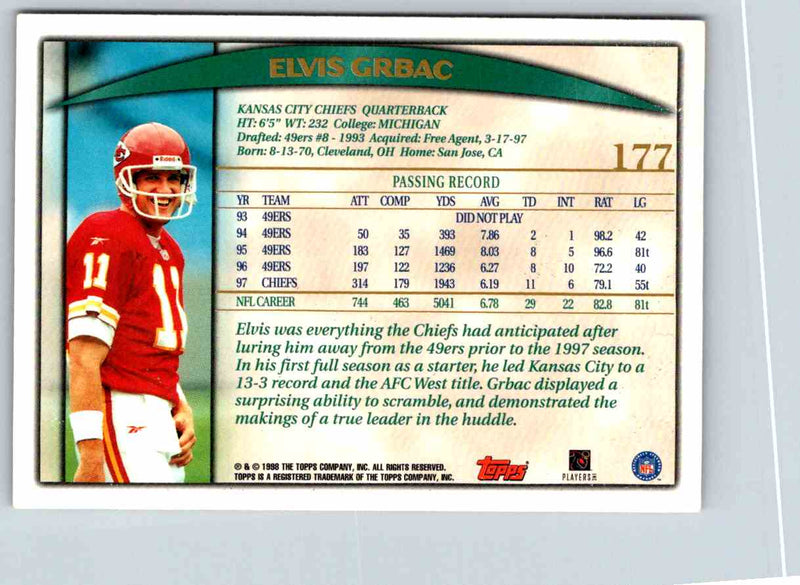 ELVIS GRBAC
KANSAS CITY CHIEFS QUARTERBACK
HT: 6'5" WT: 232 College: MICHIGAN
Drafted: 49ers #8 - 1993 Acquired: Free Agent, 3-17-97
Born: 8-13-70, Cleveland, OH Home: San Jose, CA
177
PASSING RECORD
YR TEAM ATT COMP YDS AVG TD INT RAT LG
93 49ERS DID NOT PLAY
94 49ERS 50 35 393 7.86 2 1 98.2 42
95 49ERS 183 127 1469 8.03 8 5 96.6 81t
96 49ERS 197 122 1236 6.27 8 10 72.2 40
97 CHIEFS 314 179 1943 6.19 11 6 79.1 55t
NFL CAREER 744 463 5041 6.78 29 22 82.8 81t
Elvis was everything the Chiefs had anticipated after
luring him away from the 49ers prior to the 1997 season.
In his first full season as a starter, he led Kansas City to a
13-3 record and the AFC West title. Grbac displayed a
surprising ability to scramble, and demonstrated the
makings of a true leader in the huddle.
® & © 1998 THE TOPPS COMPANY, INC. ALL RIGHTS RESERVED.
TOPPS IS A REGISTERED TRADEMARK OF THE TOPPS COMPANY, INC.
Topps
PLAYERS INC
NFL
Riddell
11
11